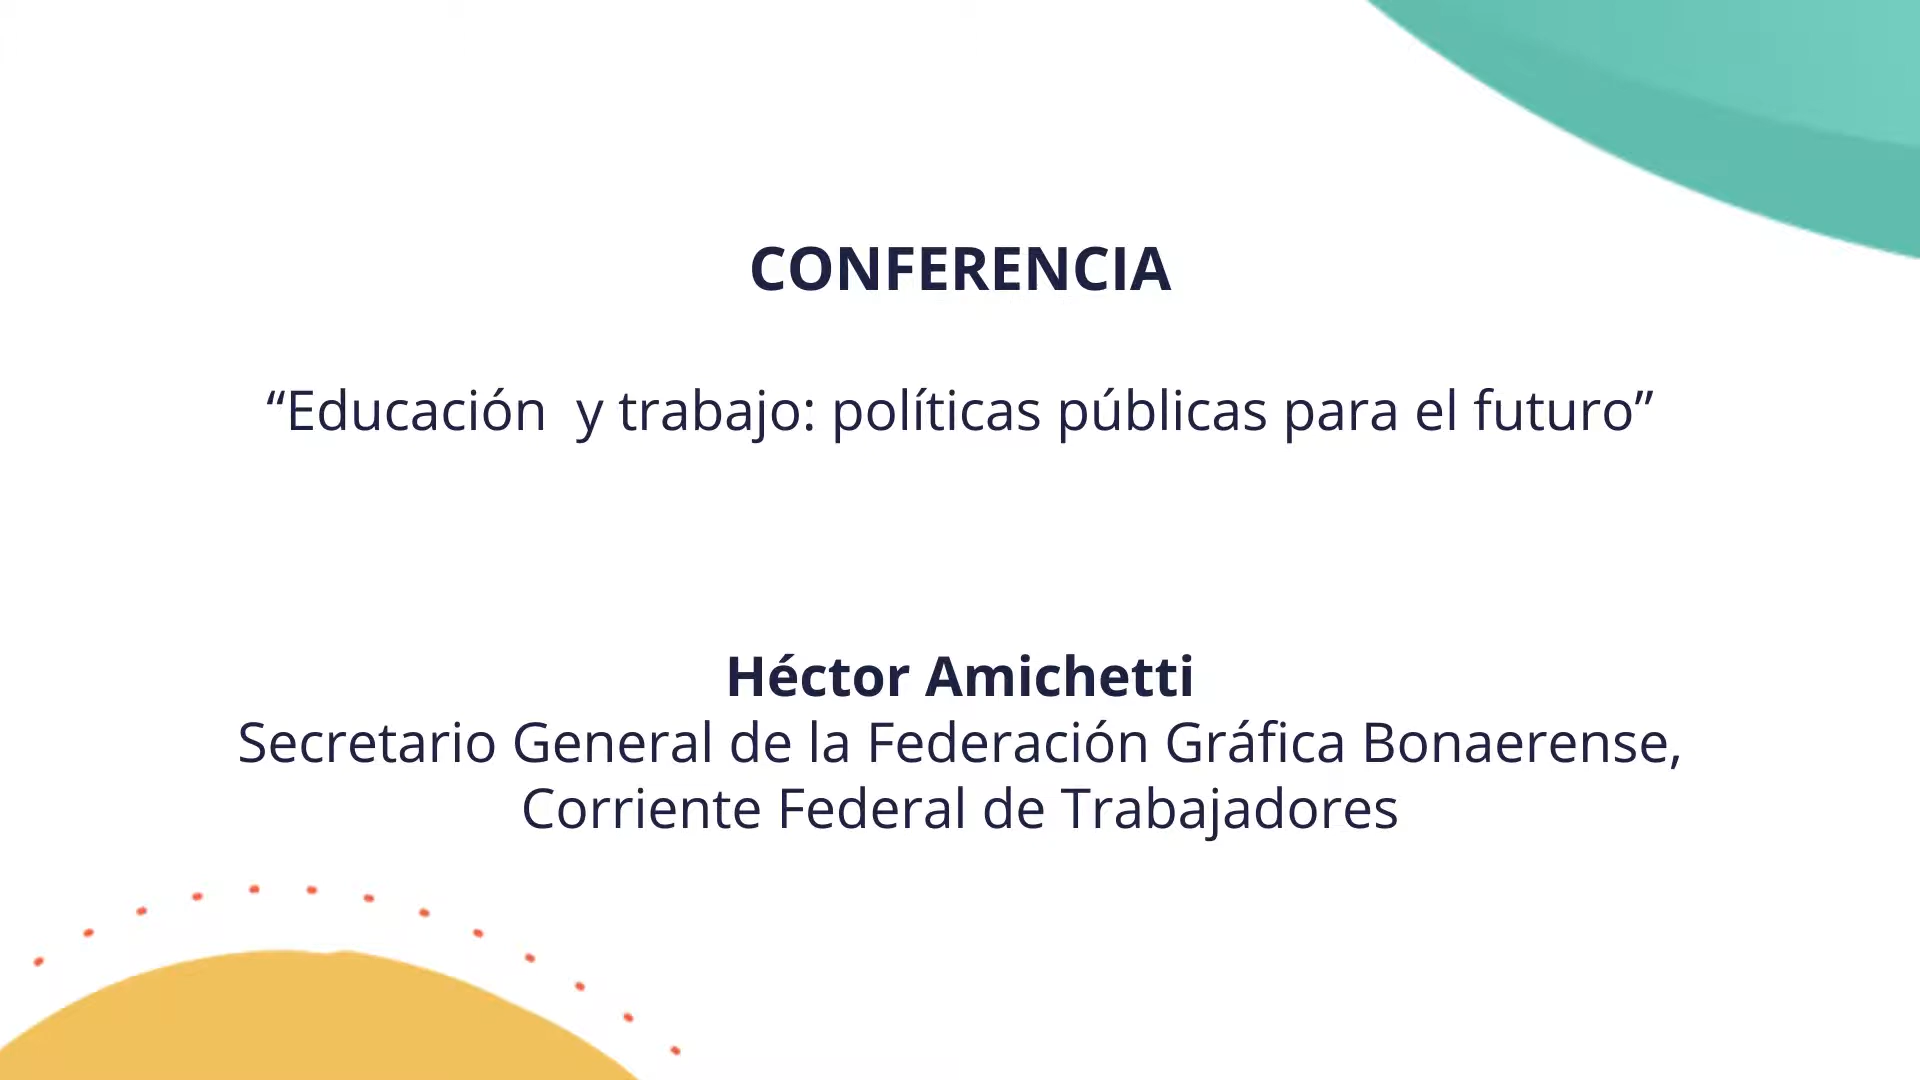 CONFERENCIA
“Educación  y trabajo: políticas públicas para el futuro”
Héctor Amichetti
Secretario General de la Federación Gráfica Bonaerense,
Corriente Federal de Trabajadores